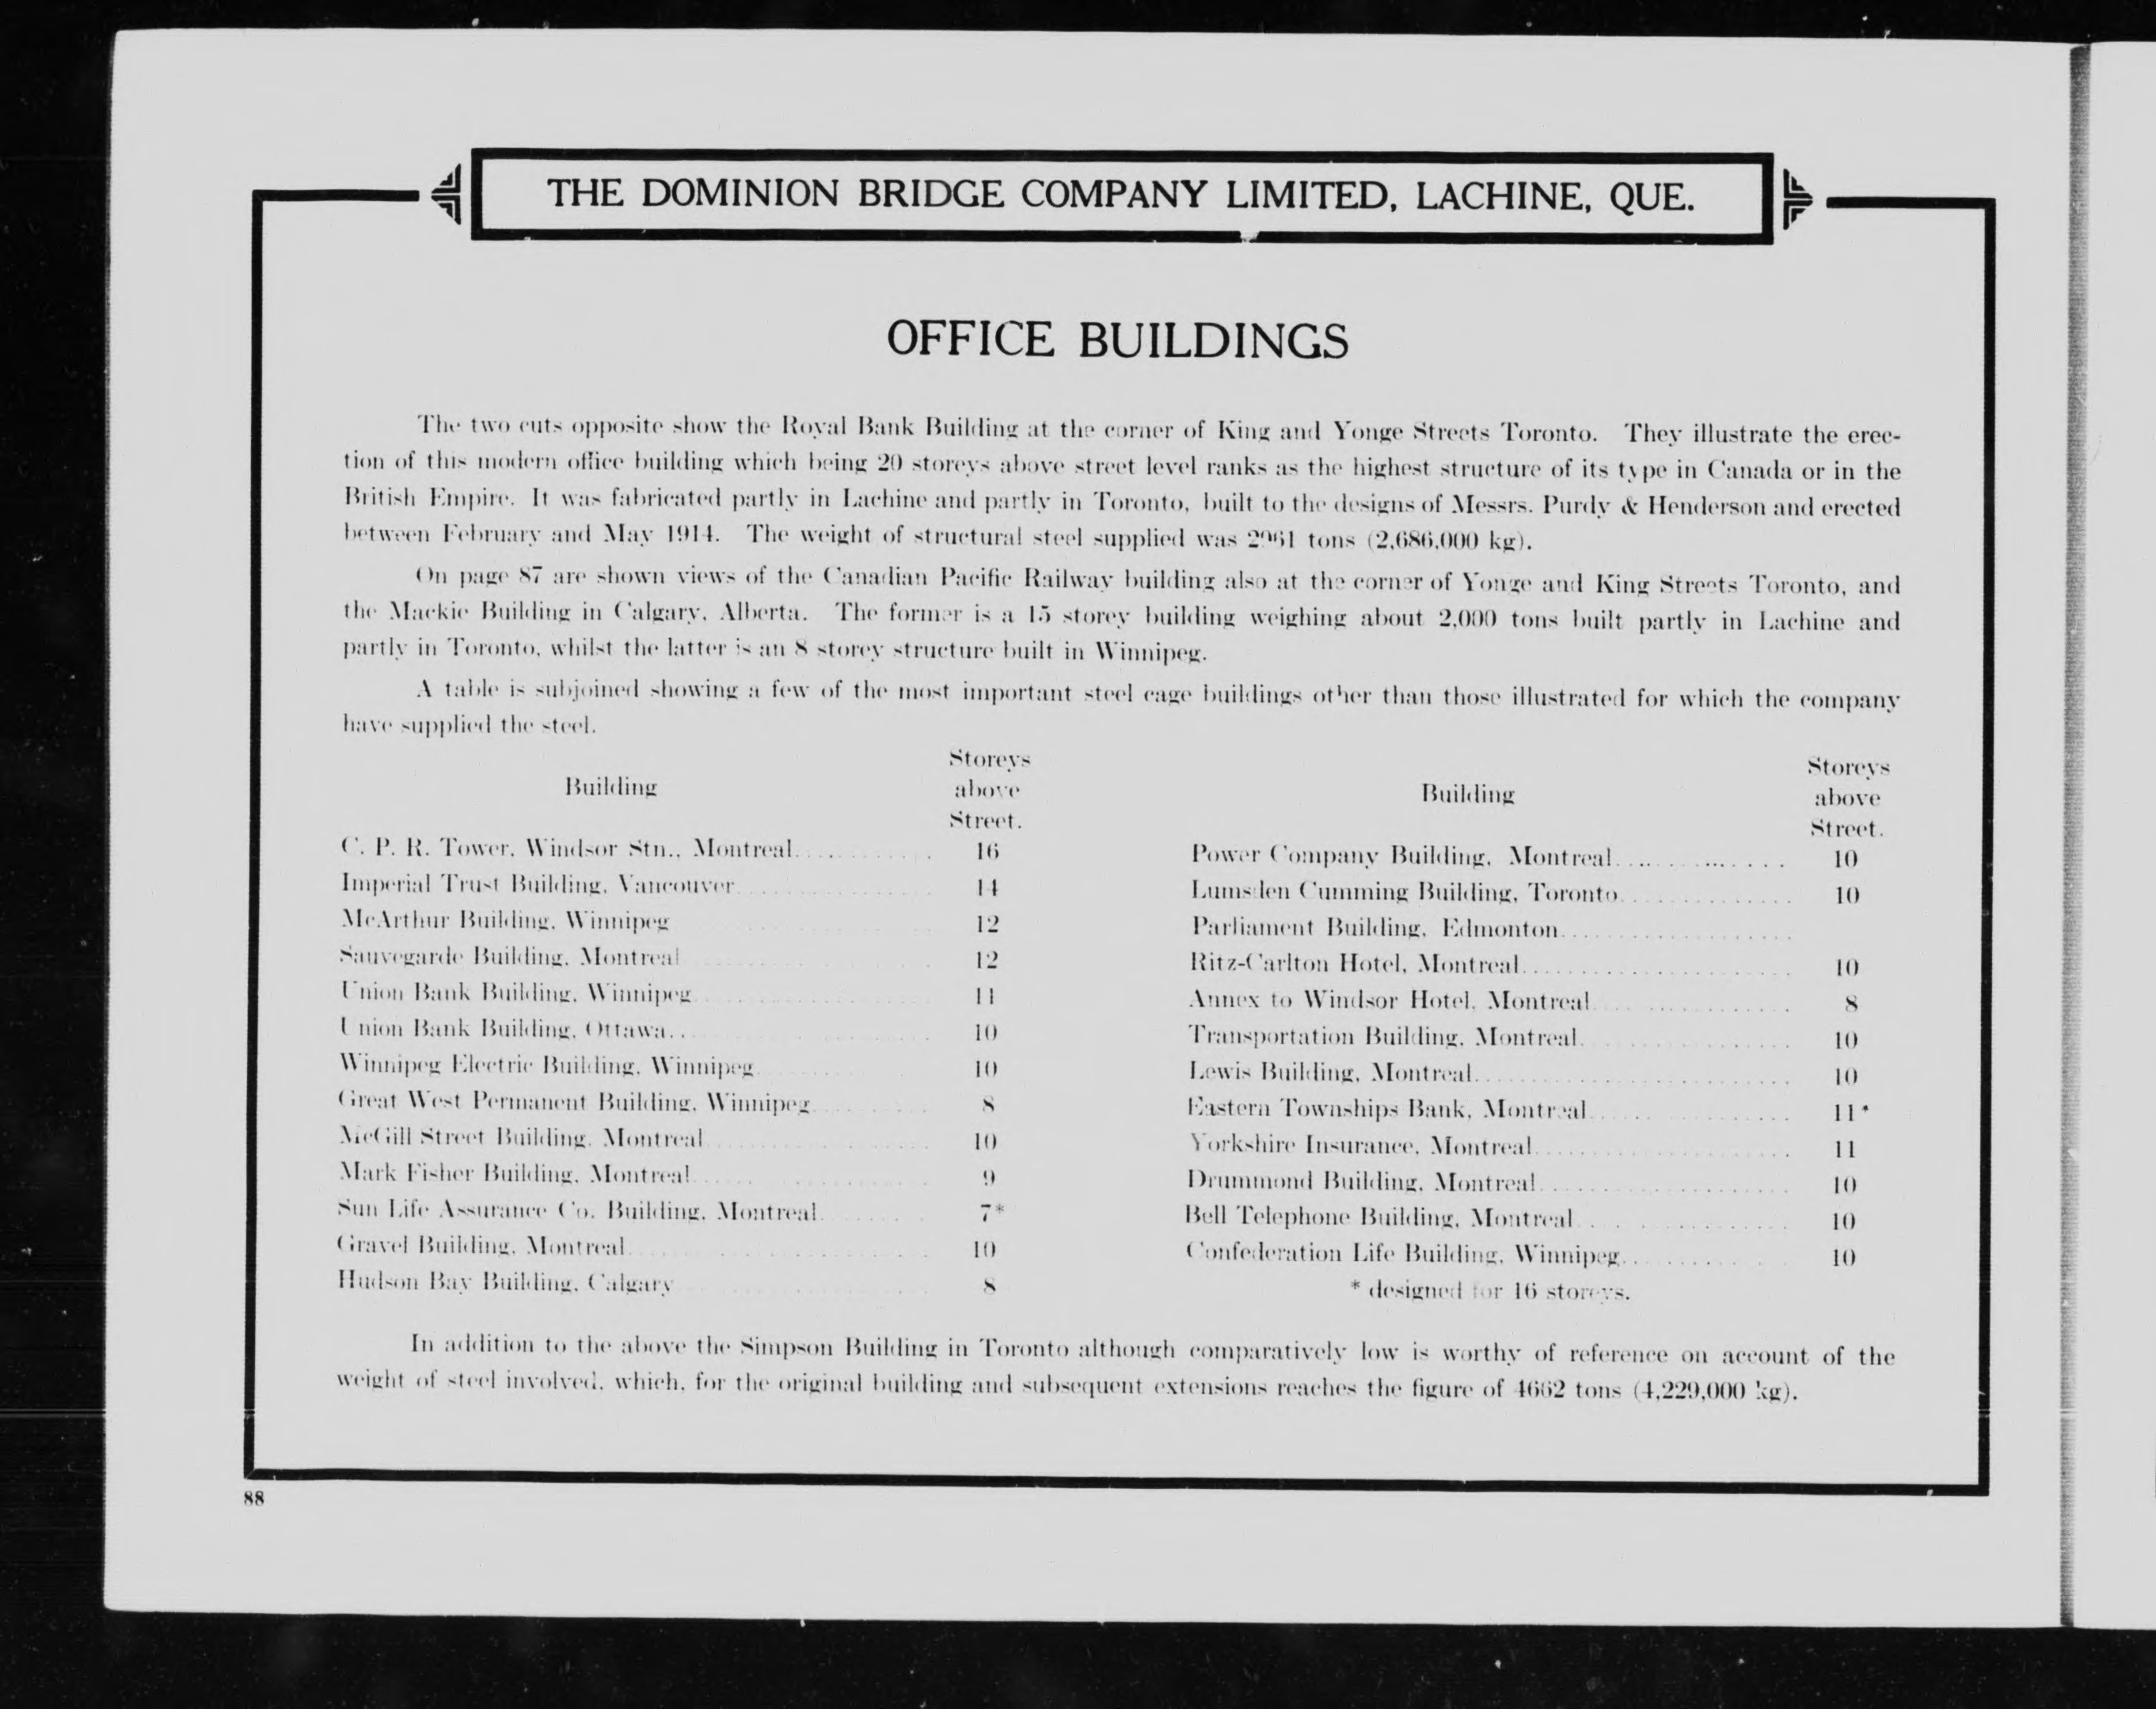 THE DOMINION BRIDGE COMPANY LIMITED, LACHINE, QUE.
OFFICE BUILDINGS
The two cuts opposite show the Royal Bank Building at the corner of King and Yonge Streets Toronto. They illustrate the erec-
tion of this modern office building which being 20 storeys above street level ranks as the highest structure of its type in Canada or in the
British Empire. It was fabricated partly in Lachine and partly in Toronto, built to the designs of Messrs. Purdy & Henderson and erected
between February and May 1914. The weight of structural steel supplied was 2961 tons (2,686,000 kg).
On page 87 are shown views of the Canadian Pacific Railway building also at the corner of Yonge and King Streets Toronto, and
the Mackie Building in Calgary, Alberta. The former is a 15 storey building weighing about 2,000 tons built partly in Lachine and
partly in Toronto, whilst the latter is an 8 storey structure built in Winnipeg.
A table is subjoined showing a few of the most important steel cage buildings other than those illustrated for which the company
have supplied the steel.
Building
Storeys
above
Street.
C. P. R. Tower, Windsor Stn., Montreal 16
Imperial Trust Building, Vancouver 14
McArthur Building, Winnipeg 12
Sauvegarde Building, Montreal 12
Union Bank Building, Winnipeg 11
Union Bank Building, Ottawa 10
Winnipeg Electric Building, Winnipeg 10
Great West Permanent Building, Winnipeg 8
McGill Street Building, Montreal 10
Mark Fisher Building, Montreal 9
Sun Life Assurance Co. Building, Montreal 7*
Gravel Building, Montreal 10
Hudson Bay Building, Calgary 8
Building
Storeys
above
Street.
Power Company Building, Montreal 10
Lumsden Cumming Building, Toronto 10
Parliament Building, Edmonton
Ritz-Carlton Hotel, Montreal 10
Annex to Windsor Hotel, Montreal 8
Transportation Building, Montreal 10
Lewis Building, Montreal 10
Eastern Townships Bank, Montreal 11*
Yorkshire Insurance, Montreal 11
Drummond Building, Montreal 10
Bell Telephone Building, Montreal 10
Confederation Life Building, Winnipeg 10
* designed for 16 storeys.
In addition to the above the Simpson Building in Toronto although comparatively low is worthy of reference on account of the
weight of steel involved, which, for the original building and subsequent extensions reaches the figure of 4662 tons (4,229,000 kg).
88